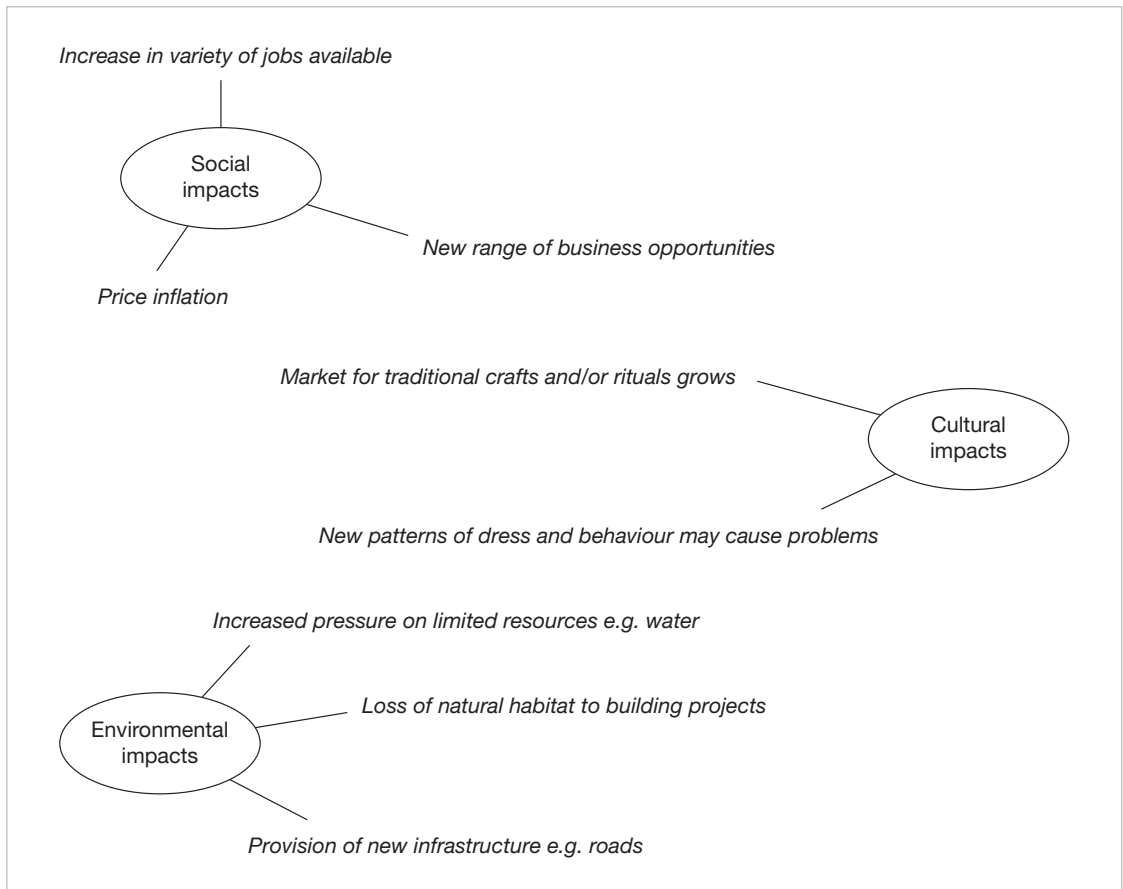 Increase in variety of jobs available
Social
impacts
New range of business opportunities
Price inflation
Market for traditional crafts and/or rituals grows
Cultural
impacts
New patterns of dress and behaviour may cause problems
Increased pressure on limited resources e.g. water
Loss of natural habitat to building projects
Environmental
impacts
Provision of new infrastructure e.g. roads